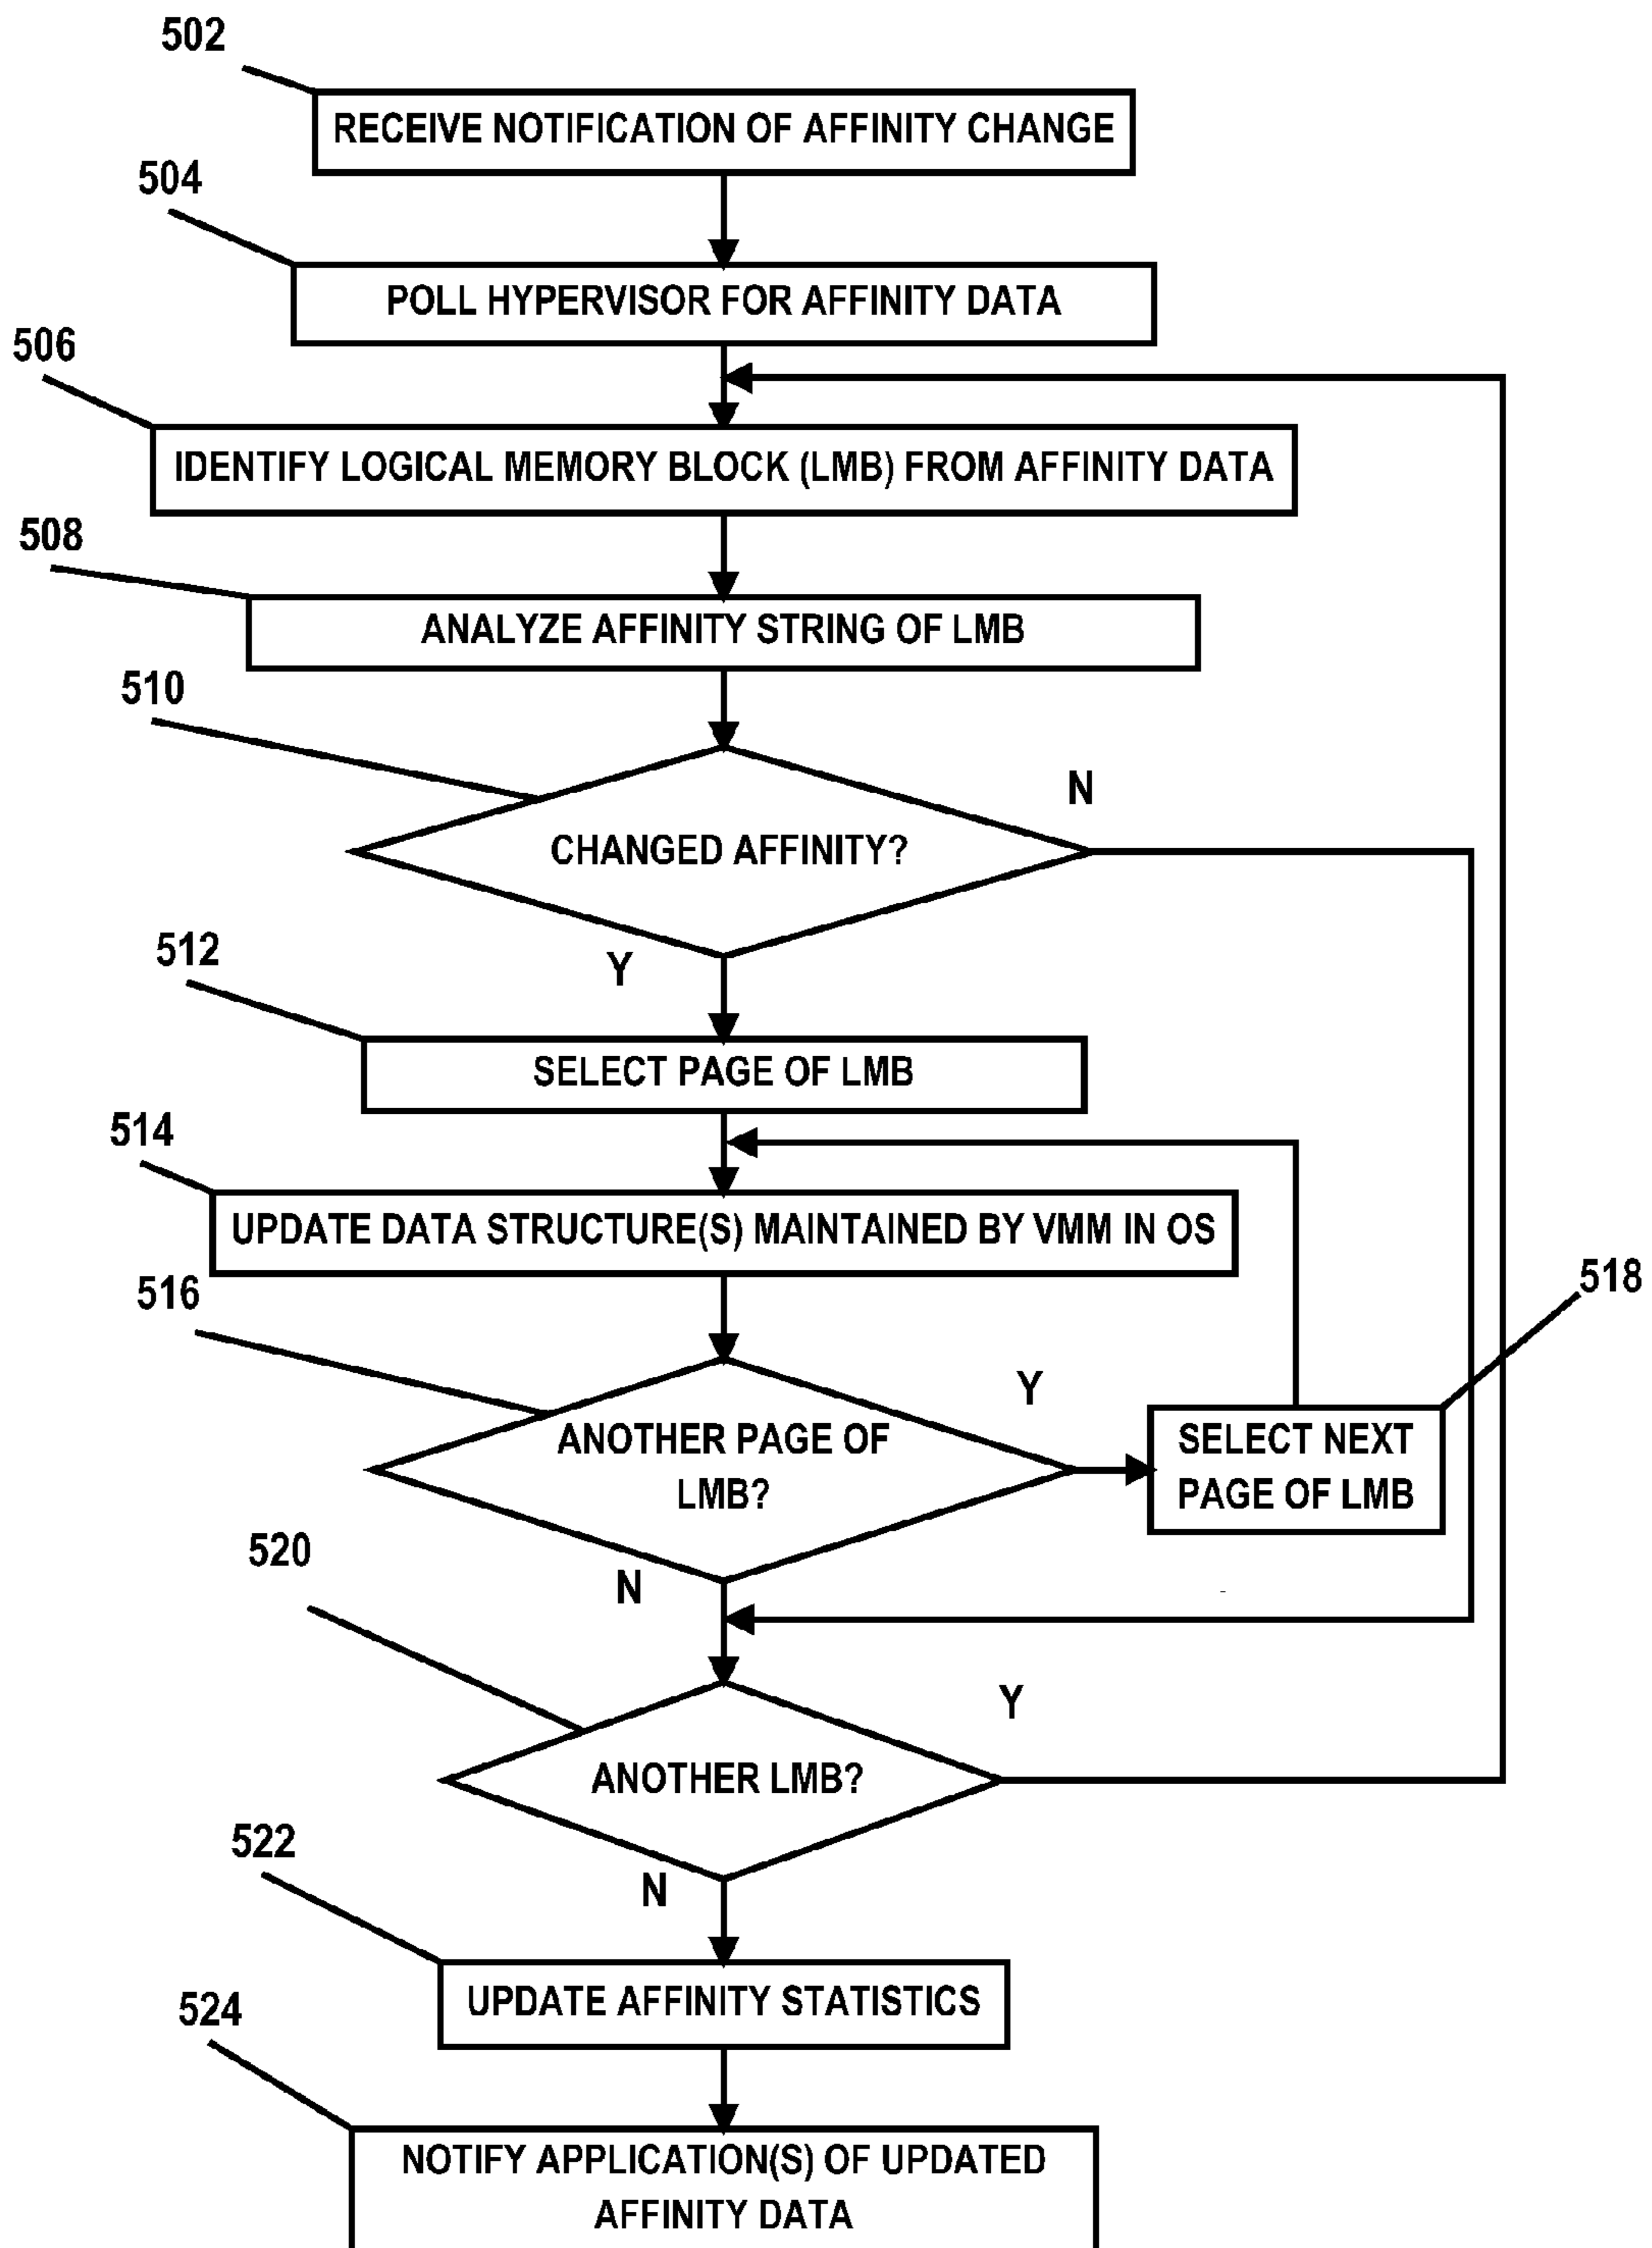 502
RECEIVE NOTIFICATION OF AFFINITY CHANGE
504
POLL HYPERVISOR FOR AFFINITY DATA
506
IDENTIFY LOGICAL MEMORY BLOCK (LMB) FROM AFFINITY DATA
508
ANALYZE AFFINITY STRING OF LMB
510
N
CHANGED AFFINITY?
Y
512
SELECT PAGE OF LMB
514
UPDATE DATA STRUCTURE(S) MAINTAINED BY VMM IN OS
516
518
Y
ANOTHER PAGE OF
LMB?
SELECT NEXT
PAGE OF LMB
N
520
Y
ANOTHER LMB?
522
N
UPDATE AFFINITY STATISTICS
524
NOTIFY APPLICATION(S) OF UPDATED
AFFINITY DATA